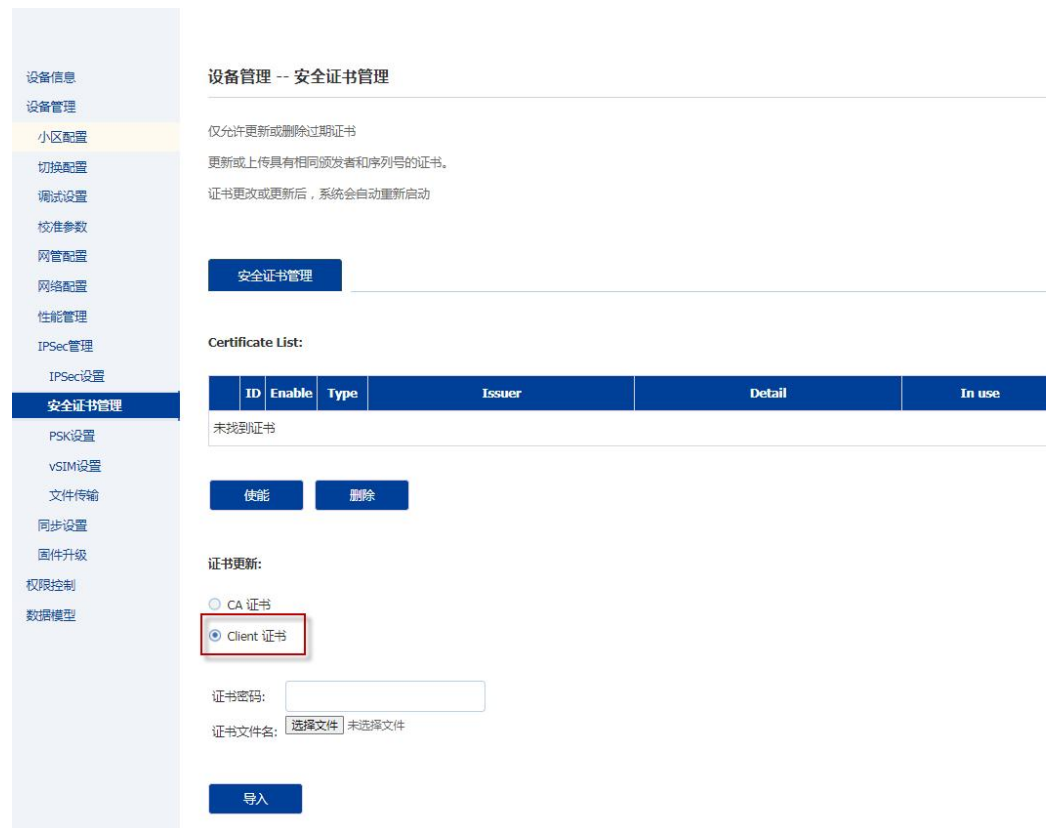 设备信息
设备管理
小区配置
切换配置
调试设置
校准参数
网管配置
网络配置
性能管理
IPSec管理
IPSec设置
安全证书管理
PSK设置
vSIM设置
文件传输
同步设置
固件升级
权限控制
数据模型
设备管理 -- 安全证书管理
仅允许更新或删除过期证书
更新或上传具有相同颁发者和序列号的证书。
证书更改或更新后，系统会自动重新启动
安全证书管理
Certificate List:
ID Enable Type Issuer Detail In use
未找到证书
使能 删除
证书更新:
CA 证书
Client 证书
证书密码:
证书文件名: 选择文件 未选择文件
导入